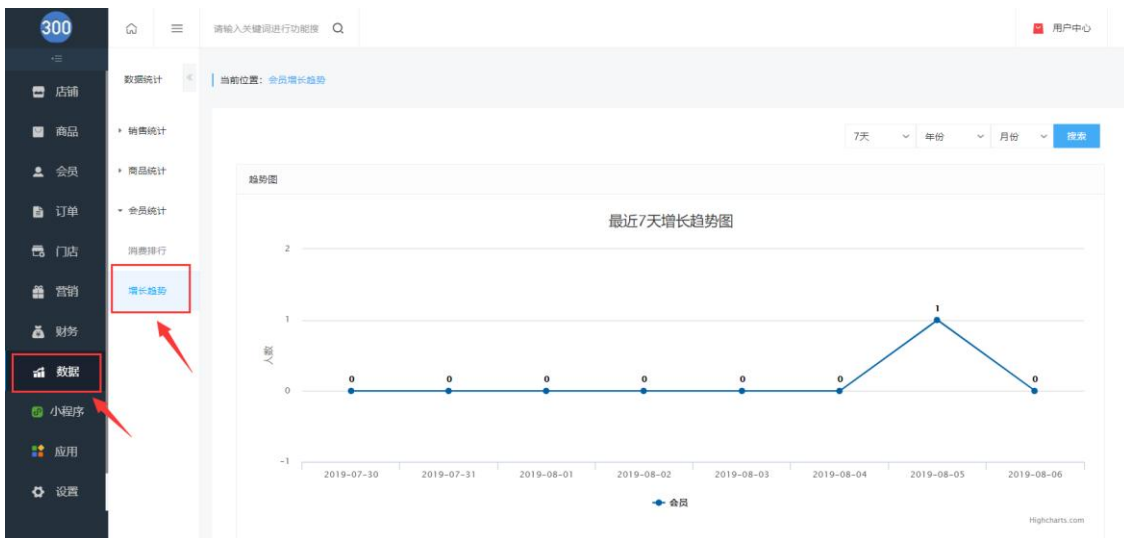 300
请输入关键词进行功能搜
用户中心
店铺
商品
会员
订单
门店
营销
财务
数据
小程序
应用
设置
数据统计
销售统计
商品统计
会员统计
消费排行
增长趋势
当前位置：会员增长趋势
7天 年份 月份 搜索
趋势图
最近7天增长趋势图
人数
2
1
0
-1
0 0 0 0 0 0 1 0
2019-07-30 2019-07-31 2019-08-01 2019-08-02 2019-08-03 2019-08-04 2019-08-05 2019-08-06
会员
Highcharts.com